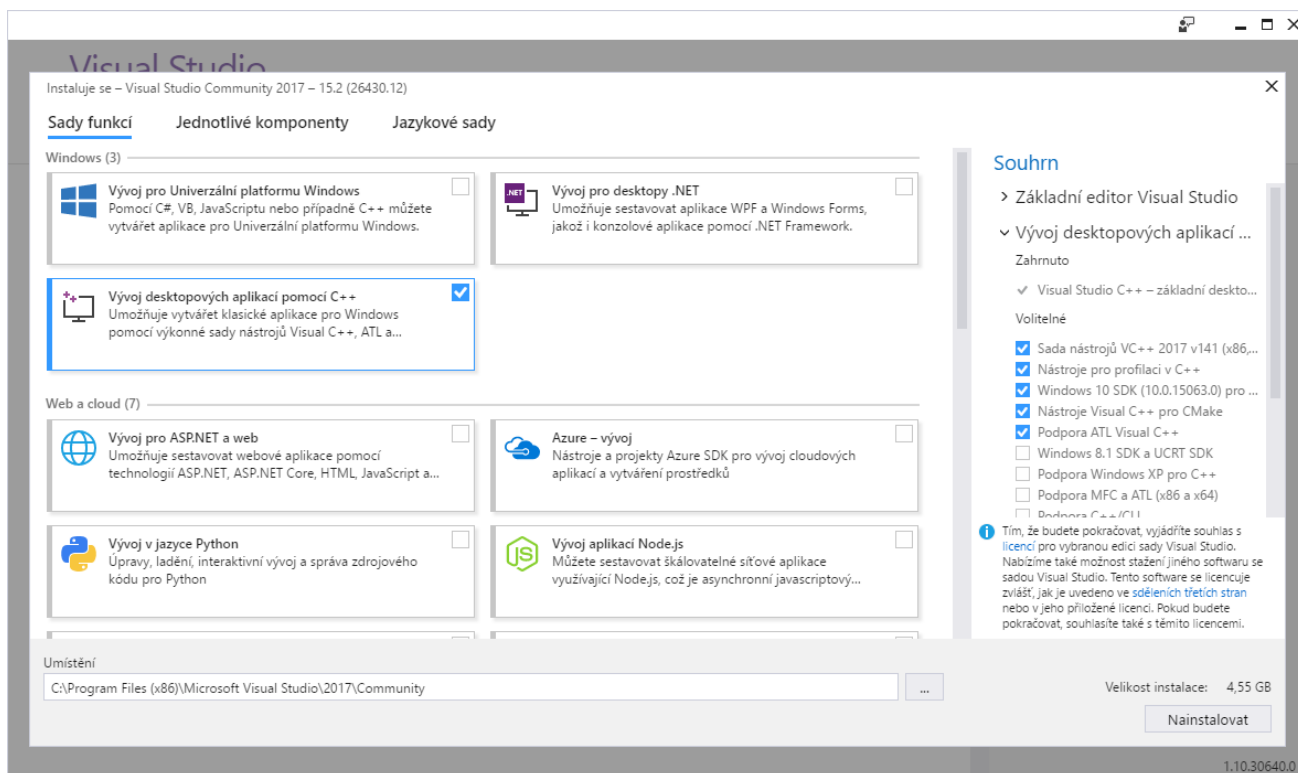 Visual Studio
Instaluje se – Visual Studio Community 2017 – 15.2 (26430.12)
Sady funkcí Jednotlivé komponenty Jazykové sady
Windows (3)
Vývoj pro Univerzální platformu Windows
Pomocí C#, VB, JavaScriptu nebo případně C++ můžete
vytvářet aplikace pro Univerzální platformu Windows.
.NET
Vývoj pro desktopy .NET
Umožňuje sestavovat aplikace WPF a Windows Forms,
jakož i konzolové aplikace pomocí .NET Framework.
Vývoj desktopových aplikací pomocí C++
Umožňuje vytvářet klasické aplikace pro Windows
pomocí výkonné sady nástrojů Visual C++, ATL a...
Web a cloud (7)
Vývoj pro ASP.NET a web
Umožňuje sestavovat webové aplikace pomocí
technologií ASP.NET, ASP.NET Core, HTML, JavaScript a...
Azure – vývoj
Nástroje a projekty Azure SDK pro vývoj cloudových
aplikací a vytváření prostředků
Vývoj v jazyce Python
Úpravy, ladění, interaktivní vývoj a správa zdrojového
kódu pro Python
JS
Vývoj aplikací Node.js
Můžete sestavovat škálovatelné síťové aplikace
využívající Node.js, což je asynchronní javascriptový...
Souhrn
Základní editor Visual Studio
Vývoj desktopových aplikací ...
Zahrnuto
Visual Studio C++ – základní deskto...
Volitelné
Sada nástrojů VC++ 2017 v141 (x86,...
Nástroje pro profilaci v C++
Windows 10 SDK (10.0.15063.0) pro ...
Nástroje Visual C++ pro CMake
Podpora ATL Visual C++
Windows 8.1 SDK a UCRT SDK
Podpora Windows XP pro C++
Podpora MFC a ATL (x86 a x64)
Podpora C++/CLI
Tím, že budete pokračovat, vyjádříte souhlas s
licencí pro vybranou edici sady Visual Studio.
Nabízíme také možnost stažení jiného softwaru se
sadou Visual Studio. Tento software se licencuje
zvlášť, jak je uvedeno ve sděleních třetích stran
nebo v jeho přiložené licenci. Pokud budete
pokračovat, souhlasíte také s těmito licencemi.
Umístění
C:\Program Files (x86)\Microsoft Visual Studio\2017\Community
...
Velikost instalace: 4,55 GB
Nainstalovat
1.10.30640.0